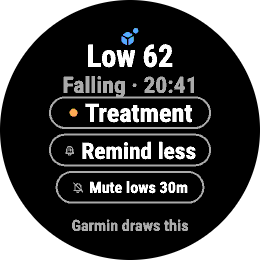 Low 62
Falling · 20:41
Treatment
Remind less
Mute lows 30m
Garmin draws this